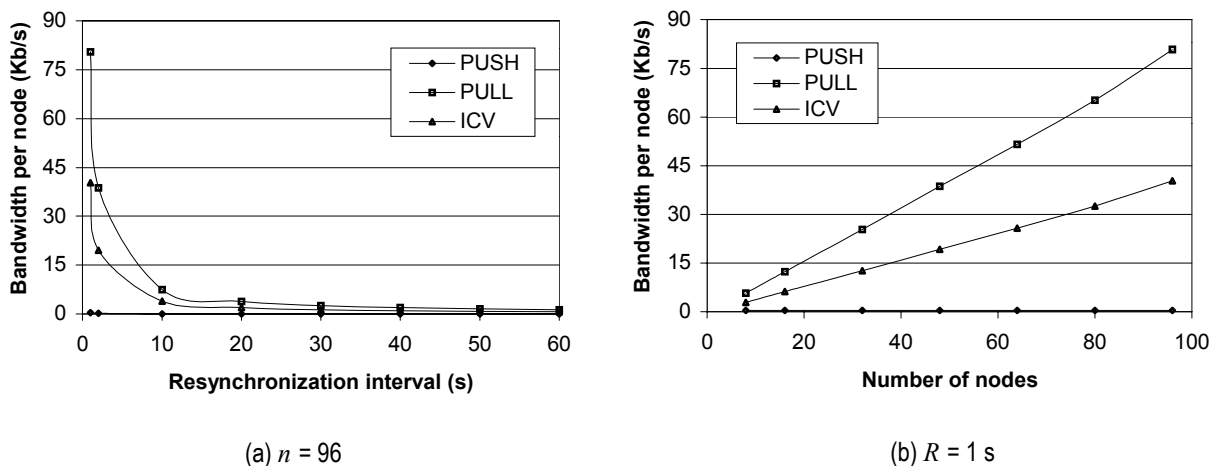 Bandwidth per node (Kb/s)
90
75
60
45
30
15
0
PUSH
PULL
ICV
0 10 20 30 40 50 60
Resynchronization interval (s)
(a) n = 96
Bandwidth per node (Kb/s)
90
75
60
45
30
15
0
PUSH
PULL
ICV
0 20 40 60 80 100
Number of nodes
(b) R = 1 s